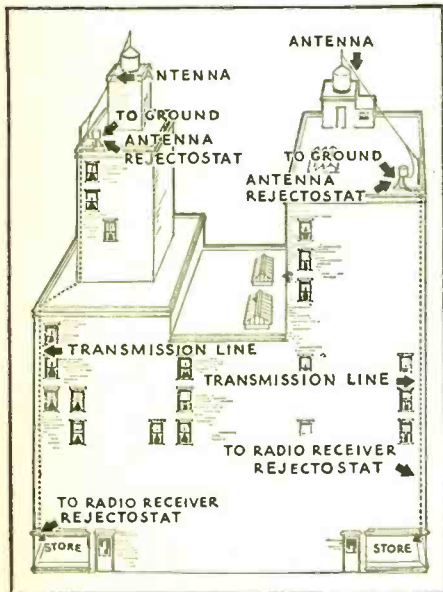 ANTENNA
NTENNA
TO GROUND
ANTENNA
REJECTOSTAT
TO GROUND
ANTENNA
REJECTOSTAT
TRANSMISSION LINE
TRANSMISSION LINE
TO RADIO RECEIVER
REJECTOSTAT
TO RADIO RECEIVER
REJECTOSTAT
STORE
STORE